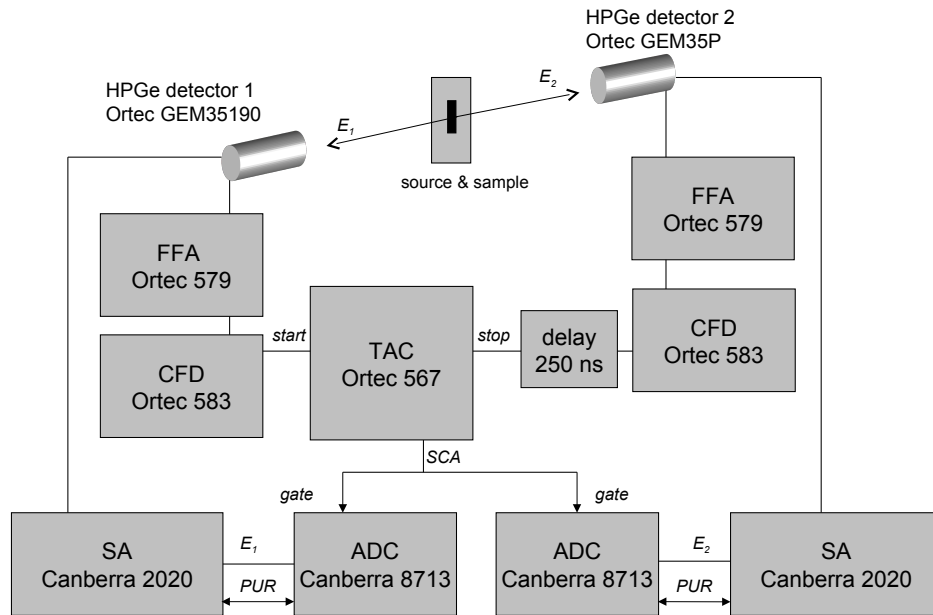 HPGe detector 2
Ortec GEM35P
HPGe detector 1
Ortec GEM35190
E2
E1
source & sample
FFA
Ortec 579
FFA
Ortec 579
start
TAC
Ortec 567
stop
delay
250 ns
CFD
Ortec 583
CFD
Ortec 583
SCA
gate
gate
SA
Canberra 2020
E1
PUR
ADC
Canberra 8713
ADC
Canberra 8713
E2
PUR
SA
Canberra 2020